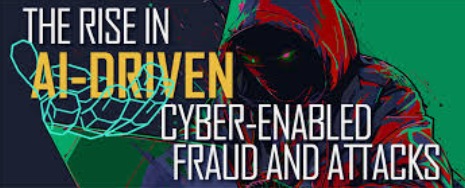 THE RISE IN
AI-DRIVEN
CYBER-ENABLED
FRAUD AND ATTACKS